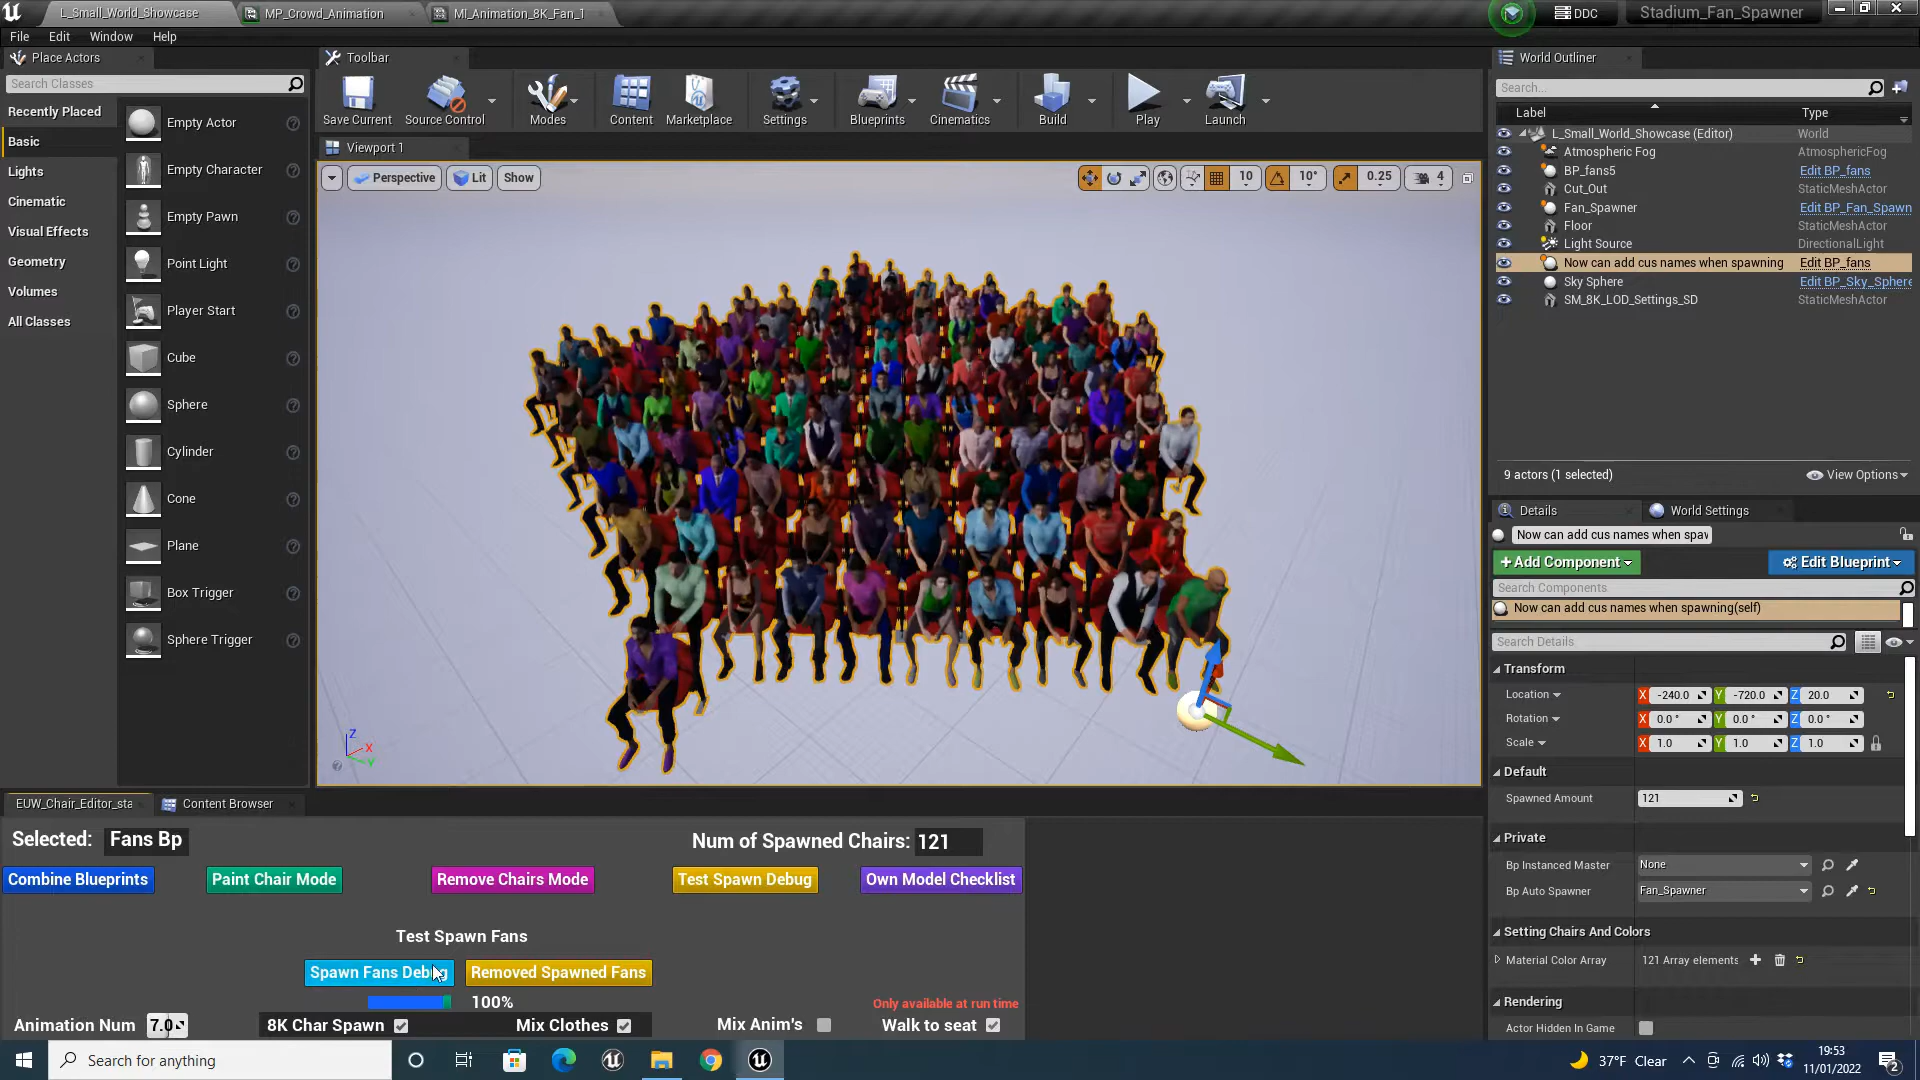 L_Small_World_Showcase
MP_Crowd_Animation
MI_Animation_8K_Fan_1
DDC
Stadium_Fan_Spawner
File Edit Window Help
Place Actors
Search Classes
Recently Placed
Basic
Lights
Cinematic
Visual Effects
Geometry
Volumes
All Classes
Empty Actor
Empty Character
Empty Pawn
Point Light
Player Start
Cube
Sphere
Cylinder
Cone
Plane
Box Trigger
Sphere Trigger
Toolbar
Save Current Source Control Modes Content Marketplace Settings Blueprints Cinematics Build Play Launch
Viewport 1
Perspective Lit Show 10 10° 0.25 4
Z
X
Y
World Outliner
Search...
Label Type
L_Small_World_Showcase (Editor) World
Atmospheric Fog AtmosphericFog
BP_fans5 Edit BP_fans
Cut_Out StaticMeshActor
Fan_Spawner Edit BP_Fan_Spawn
Floor StaticMeshActor
Light Source DirectionalLight
Now can add cus names when spawning Edit BP_fans
Sky Sphere Edit BP_Sky_Sphere
SM_8K_LOD_Settings_SD StaticMeshActor
9 actors (1 selected) View Options
Details World Settings
Now can add cus names when spaw
+Add Component Edit Blueprint
Search Components
Now can add cus names when spawning(self)
Search Details
Transform
Location X -240.0 Y -720.0 Z 20.0
Rotation X 0.0° Y 0.0° Z 0.0°
Scale X 1.0 Y 1.0 Z 1.0
Default
Spawned Amount 121
Private
Bp Instanced Master None
Bp Auto Spawner Fan_Spawner
Setting Chairs And Colors
Material Color Array 121 Array elements
Rendering
Actor Hidden In Game
EUW_Chair_Editor_sta Content Browser
Selected: Fans Bp
Num of Spawned Chairs: 121
Combine Blueprints Paint Chair Mode Remove Chairs Mode Test Spawn Debug Own Model Checklist
Test Spawn Fans
Spawn Fans Debug Removed Spawned Fans
100%
Only available at run time
Animation Num 7.0 8K Char Spawn Mix Clothes Mix Anim's Walk to seat
Search for anything
37°F Clear
19:53
11/01/2022
2